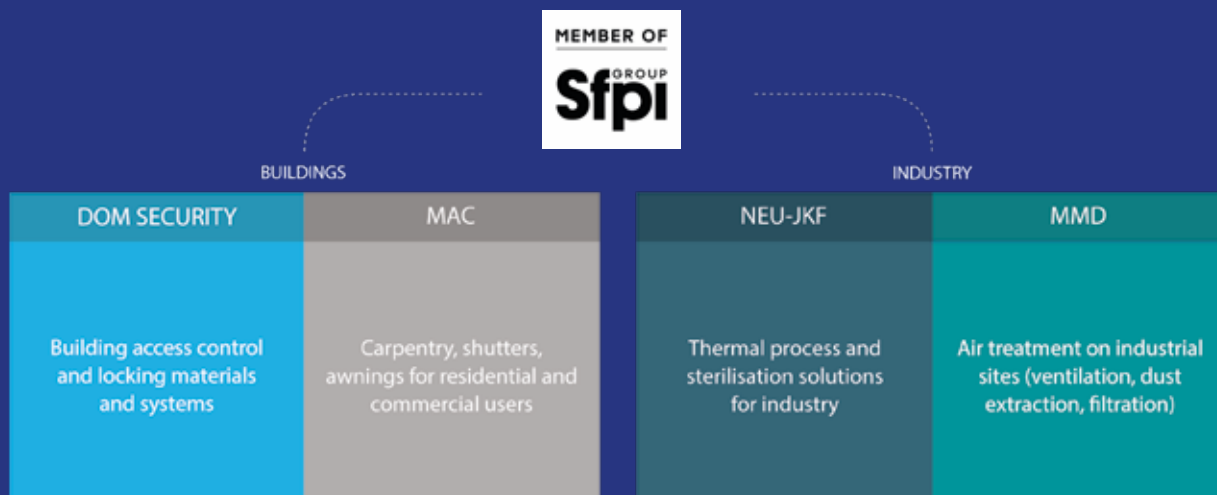 MEMBER OF
Sfpi
GROUP
BUILDINGS
INDUSTRY
DOM SECURITY
MAC
NEU-JKF
MMD
Building access control
and locking materials
and systems
Carpentry, shutters,
awnings for residential and
commercial users
Thermal process and
sterilisation solutions
for industry
Air treatment on industrial
sites (ventilation, dust
extraction, filtration)